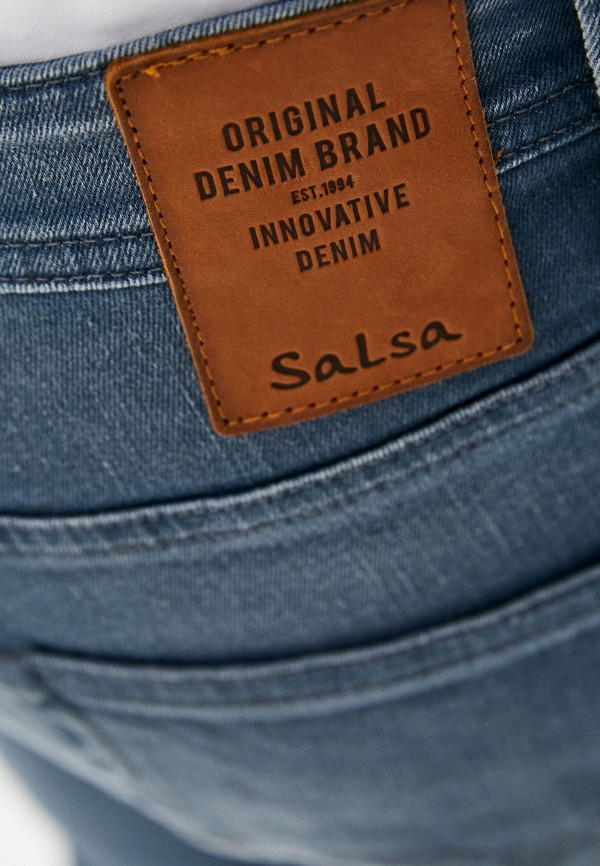 ORIGINAL
DENIM BRAND
EST.1994
INNOVATIVE
DENIM
Salsa